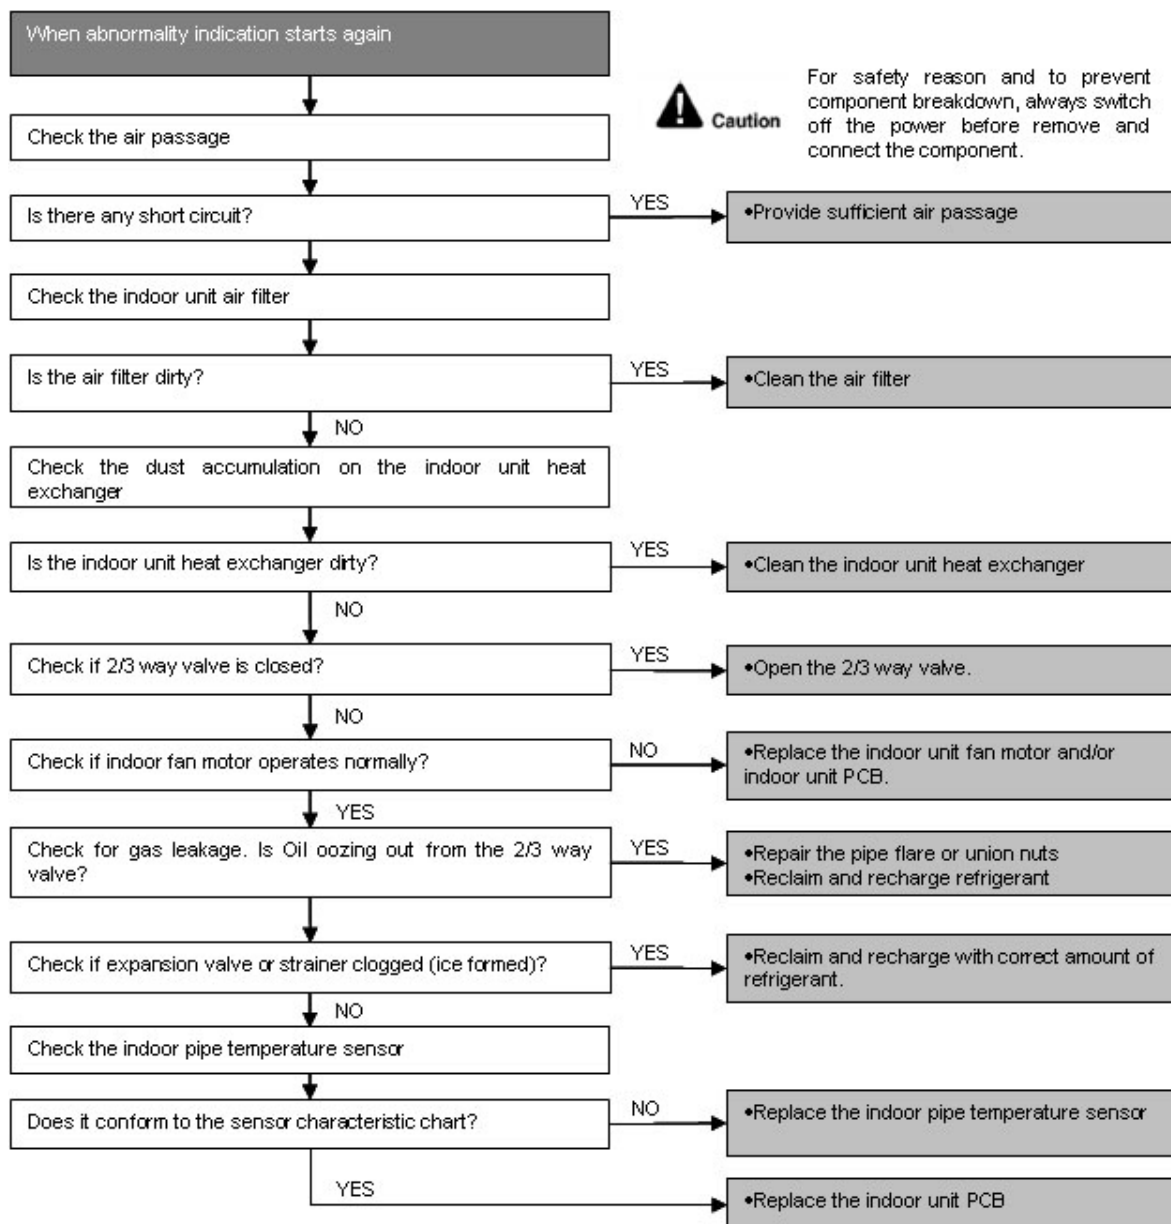 When abnormality indication starts again
For safety reason and to prevent
component breakdown, always switch
off the power before remove and
connect the component.
Caution
Check the air passage
Is there any short circuit?
YES
•Provide sufficient air passage
Check the indoor unit air filter
Is the air filter dirty?
YES
•Clean the air filter
NO
Check the dust accumulation on the indoor unit heat
exchanger
Is the indoor unit heat exchanger dirty?
YES
•Clean the indoor unit heat exchanger
NO
Check if 2/3 way valve is closed?
YES
•Open the 2/3 way valve.
NO
Check if indoor fan motor operates normally?
NO
•Replace the indoor unit fan motor and/or
indoor unit PCB.
YES
Check for gas leakage. Is Oil oozing out from the 2/3 way
valve?
YES
•Repair the pipe flare or union nuts
•Reclaim and recharge refrigerant
Check if expansion valve or strainer clogged (ice formed)?
YES
•Reclaim and recharge with correct amount of
refrigerant.
NO
Check the indoor pipe temperature sensor
Does it conform to the sensor characteristic chart?
NO
•Replace the indoor pipe temperature sensor
YES
•Replace the indoor unit PCB